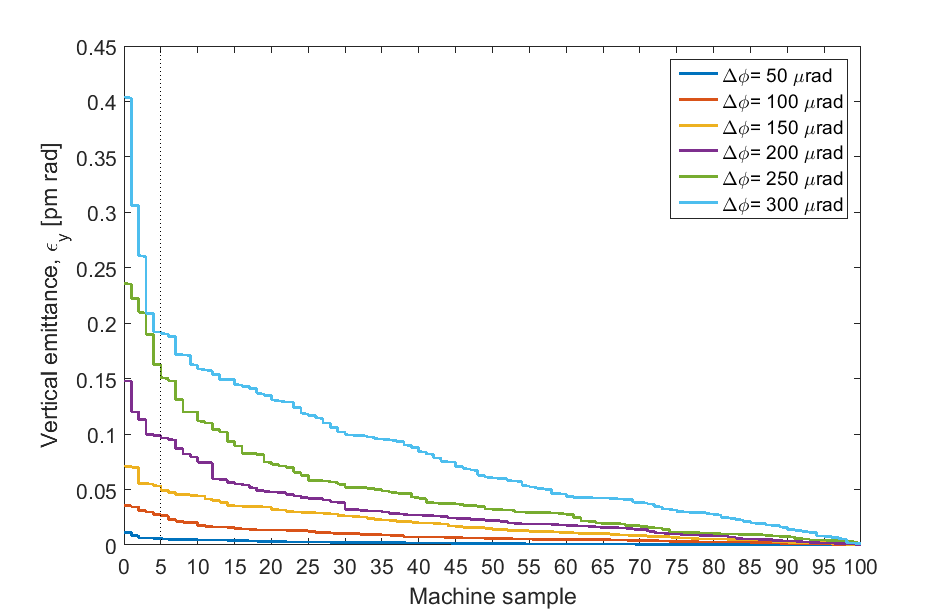 0.45
0.4
0.35
0.3
0.25
0.2
0.15
0.1
0.05
0
Vertical emittance, ϵ_y [pm rad]
Δϕ= 50 μrad
Δϕ= 100 μrad
Δϕ= 150 μrad
Δϕ= 200 μrad
Δϕ= 250 μrad
Δϕ= 300 μrad
0 5 10 15 20 25 30 35 40 45 50 55 60 65 70 75 80 85 90 95 100
Machine sample